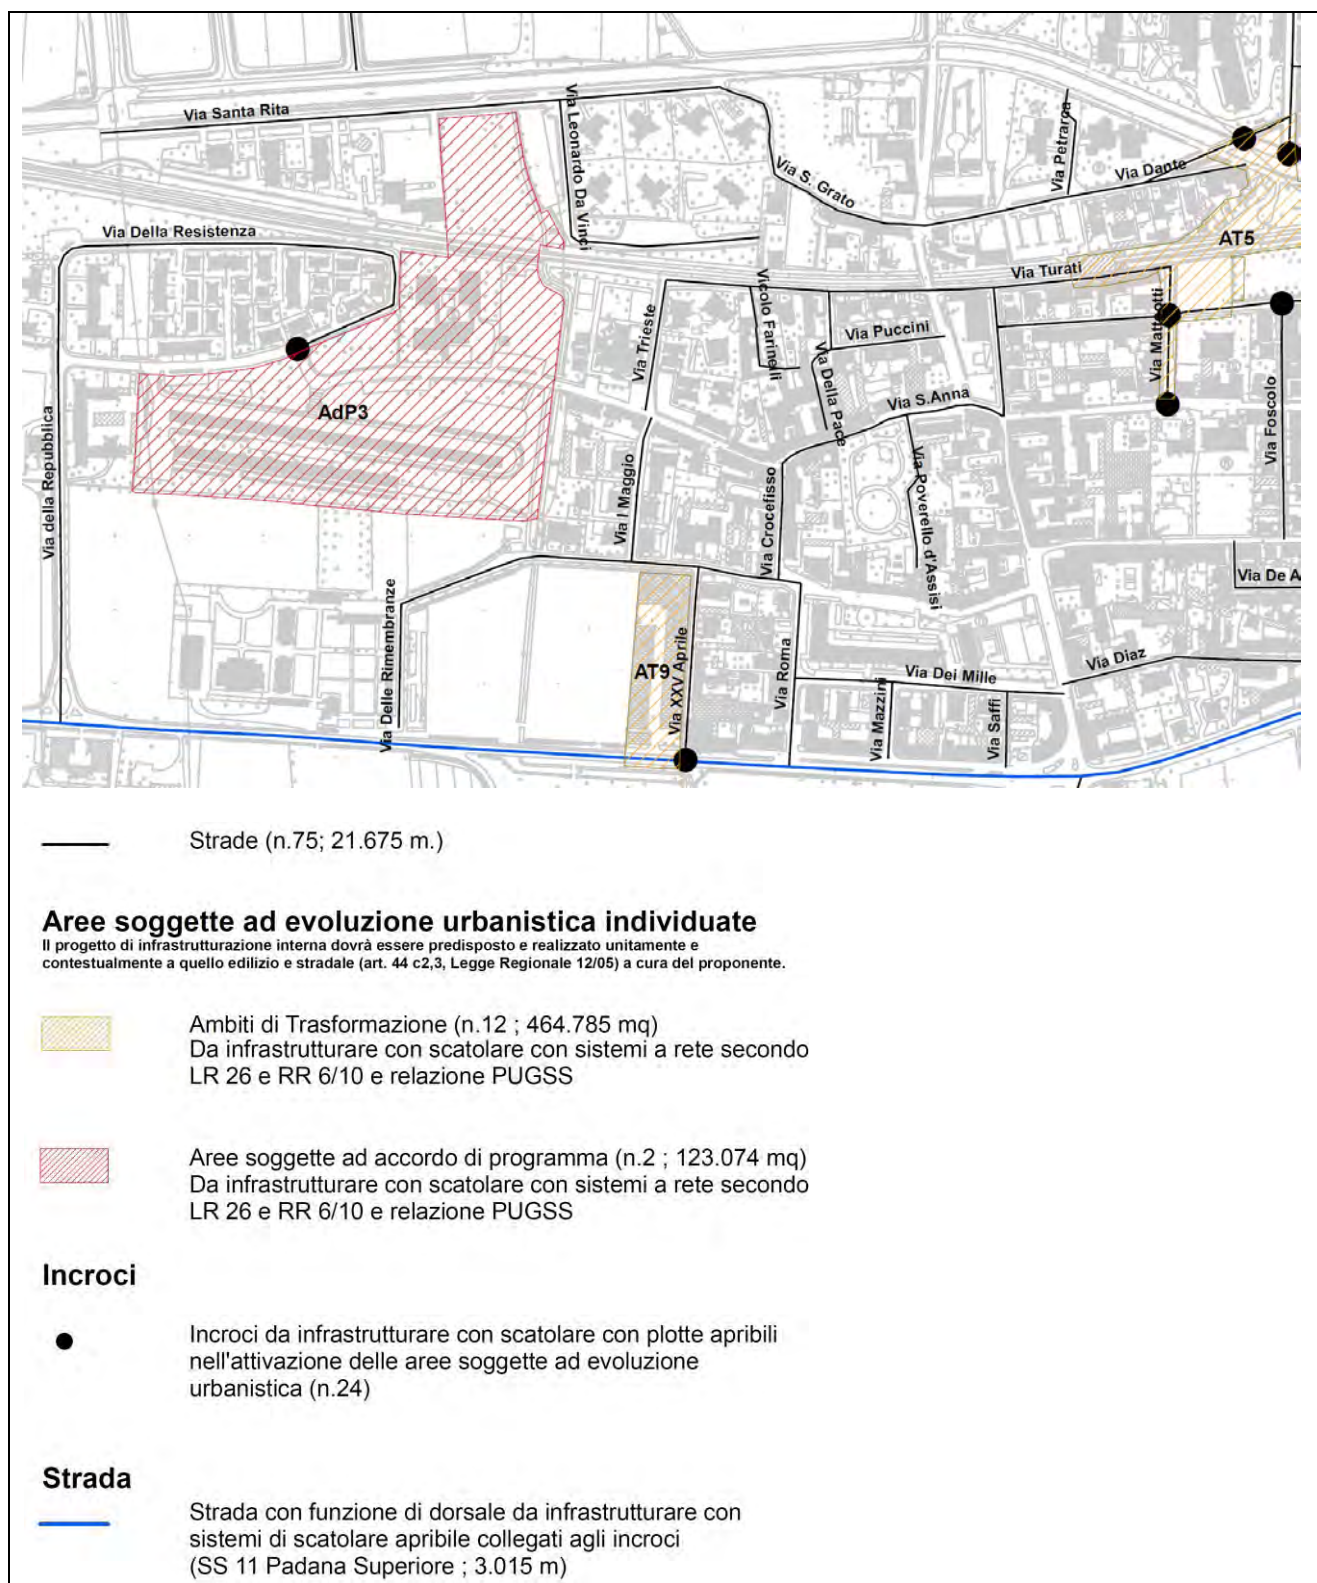 Via Santa Rita
Via Leonardo Da Vinci
Via Petrarca
Via Dante
Via S. Grato
Via Della Resistenza
AT5
Via Turati
Vicolo Farinelli
Via Trieste
Via Puccini
Via Matteotti
Via Della Pace
Via S.Anna
AdP3
Via Foscolo
Via della Repubblica
Via I Maggio
Via Crocefisso
Via Poverello d'Assisi
Via De A
Via Delle Rimembranze
AT9
Via XXV Aprile
Via Roma
Via Dei Mille
Via Diaz
Via Mazzini
Via Saffi
Strade (n.75; 21.675 m.)
Aree soggette ad evoluzione urbanistica individuate
Il progetto di infrastrutturazione interna dovrà essere predisposto e realizzato unitamente e
contestualmente a quello edilizio e stradale (art. 44 c2,3, Legge Regionale 12/05) a cura del proponente.
Ambiti di Trasformazione (n.12 ; 464.785 mq)
Da infrastrutturare con scatolare con sistemi a rete secondo
LR 26 e RR 6/10 e relazione PUGSS
Aree soggette ad accordo di programma (n.2 ; 123.074 mq)
Da infrastrutturare con scatolare con sistemi a rete secondo
LR 26 e RR 6/10 e relazione PUGSS
Incroci
Incroci da infrastrutturare con scatolare con plotte apribili
nell'attivazione delle aree soggette ad evoluzione
urbanistica (n.24)
Strada
Strada con funzione di dorsale da infrastrutturare con
sistemi di scatolare apribile collegati agli incroci
(SS 11 Padana Superiore ; 3.015 m)